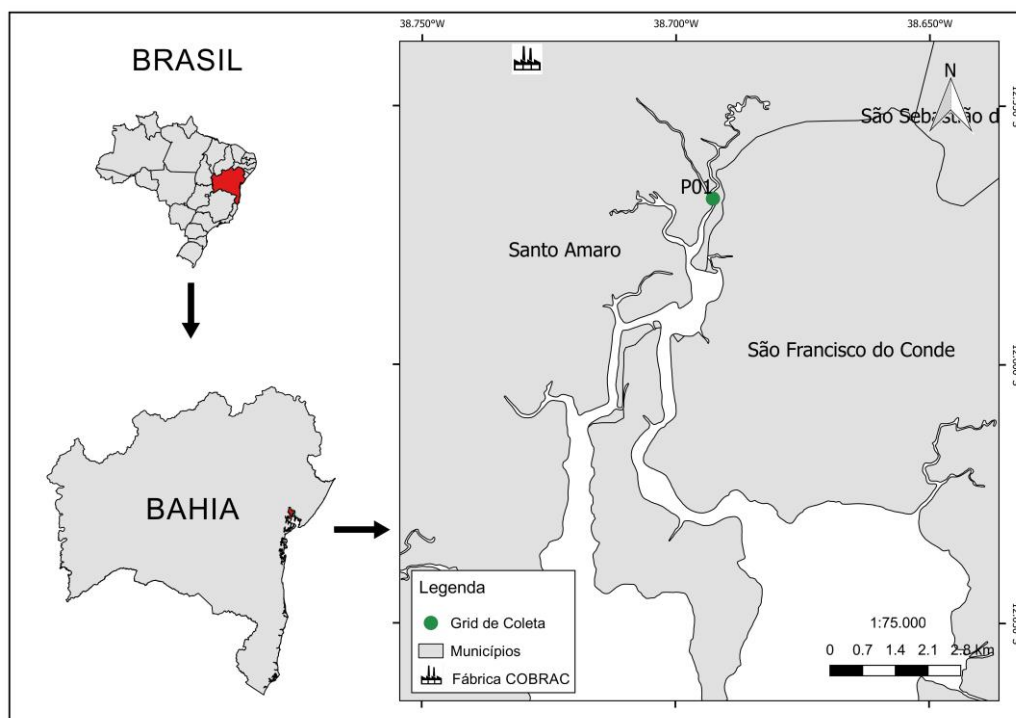 BRASIL
BAHIA
38.750°W
38.700°W
38.650°W
N
São Sebastião d
P01
Santo Amaro
São Francisco do Conde
Legenda
Grid de Coleta
Municípios
Fábrica COBRAC
1:75.000
0 0.7 1.4 2.1 2.8 km